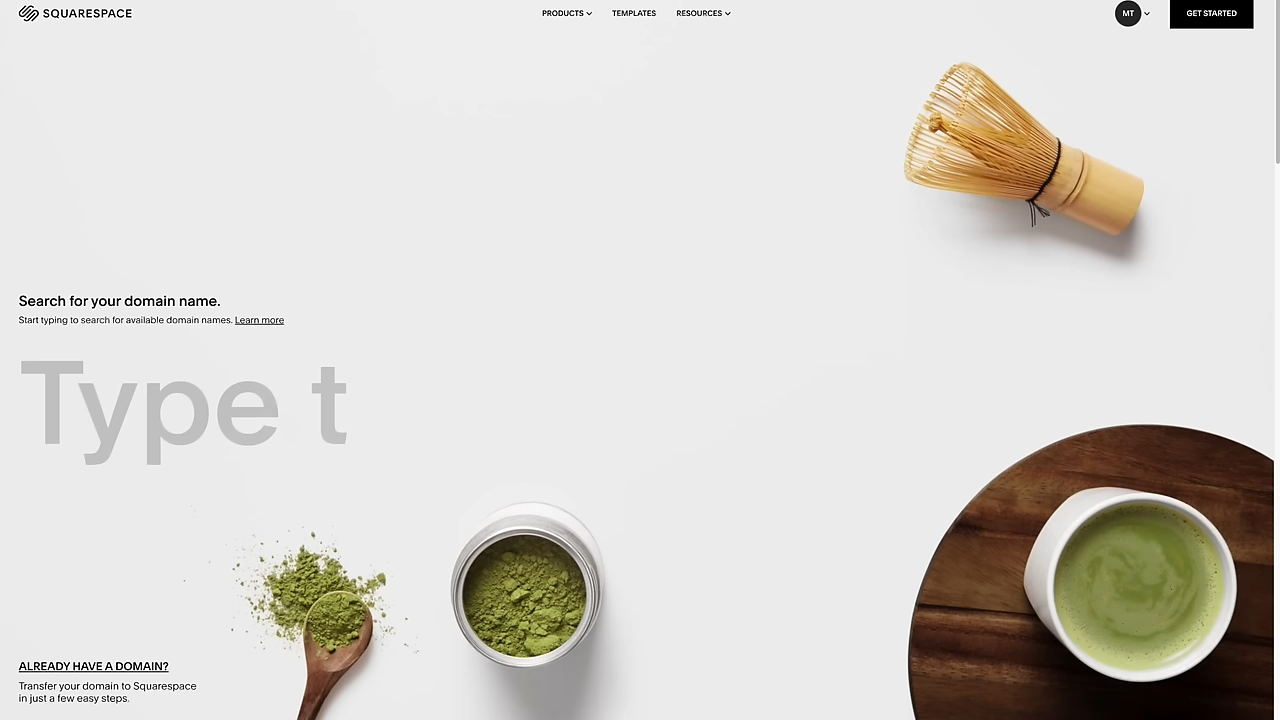 SQUARESPACE
PRODUCTS
TEMPLATES
RESOURCES
MT
GET STARTED
Search for your domain name.
Start typing to search for available domain names. Learn more
Type t
ALREADY HAVE A DOMAIN?
Transfer your domain to Squarespace
in just a few easy steps.